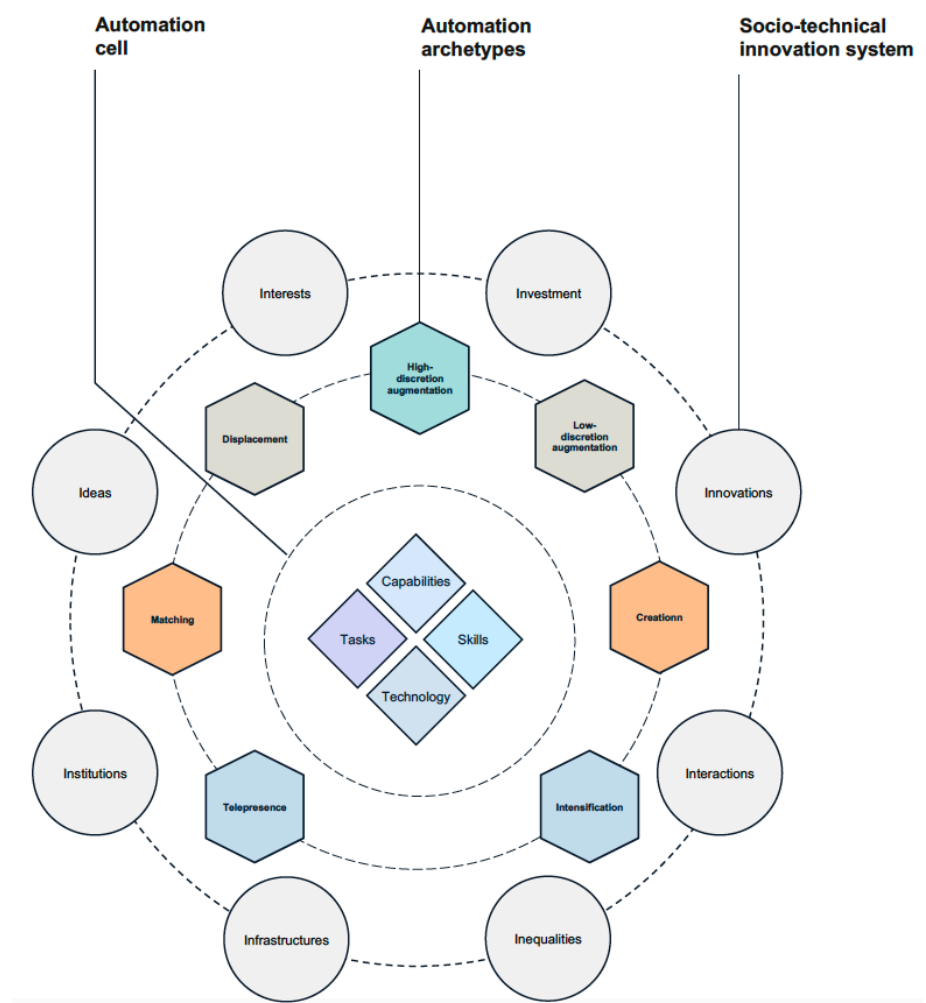 Automation
cell
Automation
archetypes
Socio-technical
innovation system
Interests
Investment
High-
discretion
augmentation
Displacement
Low-
discretion
augmentation
Ideas
Innovations
Capabilities
Matching
Tasks
Skills
Creationn
Technology
Institutions
Interactions
Telepresence
Intensification
Infrastructures
Inequalities